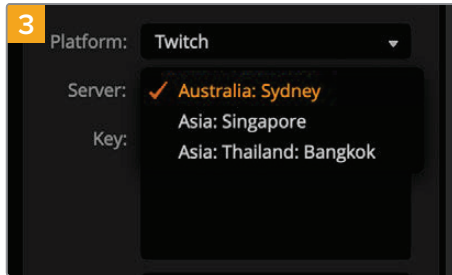 3
Platform: Twitch
Server: ✓ Australia: Sydney
Asia: Singapore
Key:
Asia: Thailand: Bangkok